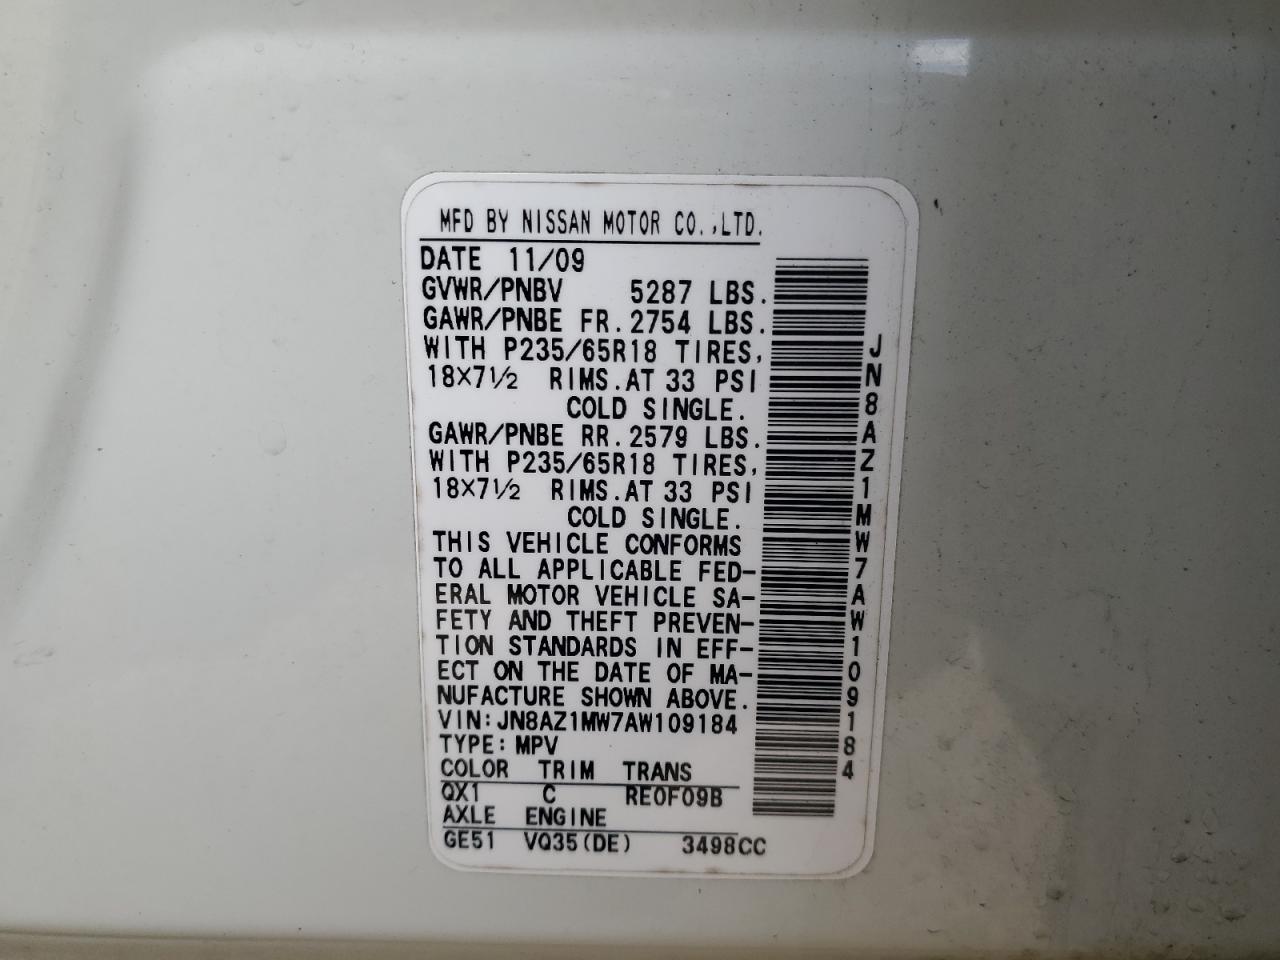 MFD BY NISSAN MOTOR CO.,LTD.
DATE 11/09
GVWR/PNBV 5287 LBS.
GAWR/PNBE FR. 2754 LBS.
WITH P235/65R18 TIRES,
18×7½ RIMS. AT 33 PSI
COLD SINGLE.
GAWR/PNBE RR. 2579 LBS.
WITH P235/65R18 TIRES,
18×7½ RIMS. AT 33 PSI
COLD SINGLE.
THIS VEHICLE CONFORMS
TO ALL APPLICABLE FED-
ERAL MOTOR VEHICLE SA-
FETY AND THEFT PREVEN-
TION STANDARDS IN EFF-
ECT ON THE DATE OF MA-
NUFACTURE SHOWN ABOVE.
VIN: JN8AZ1MW7AW109184
TYPE: MPV
COLOR TRIM TRANS
QX1 C RE0F09B
AXLE ENGINE
GE51 VQ35(DE) 3498CC
JN8AZ1MW7AW109184